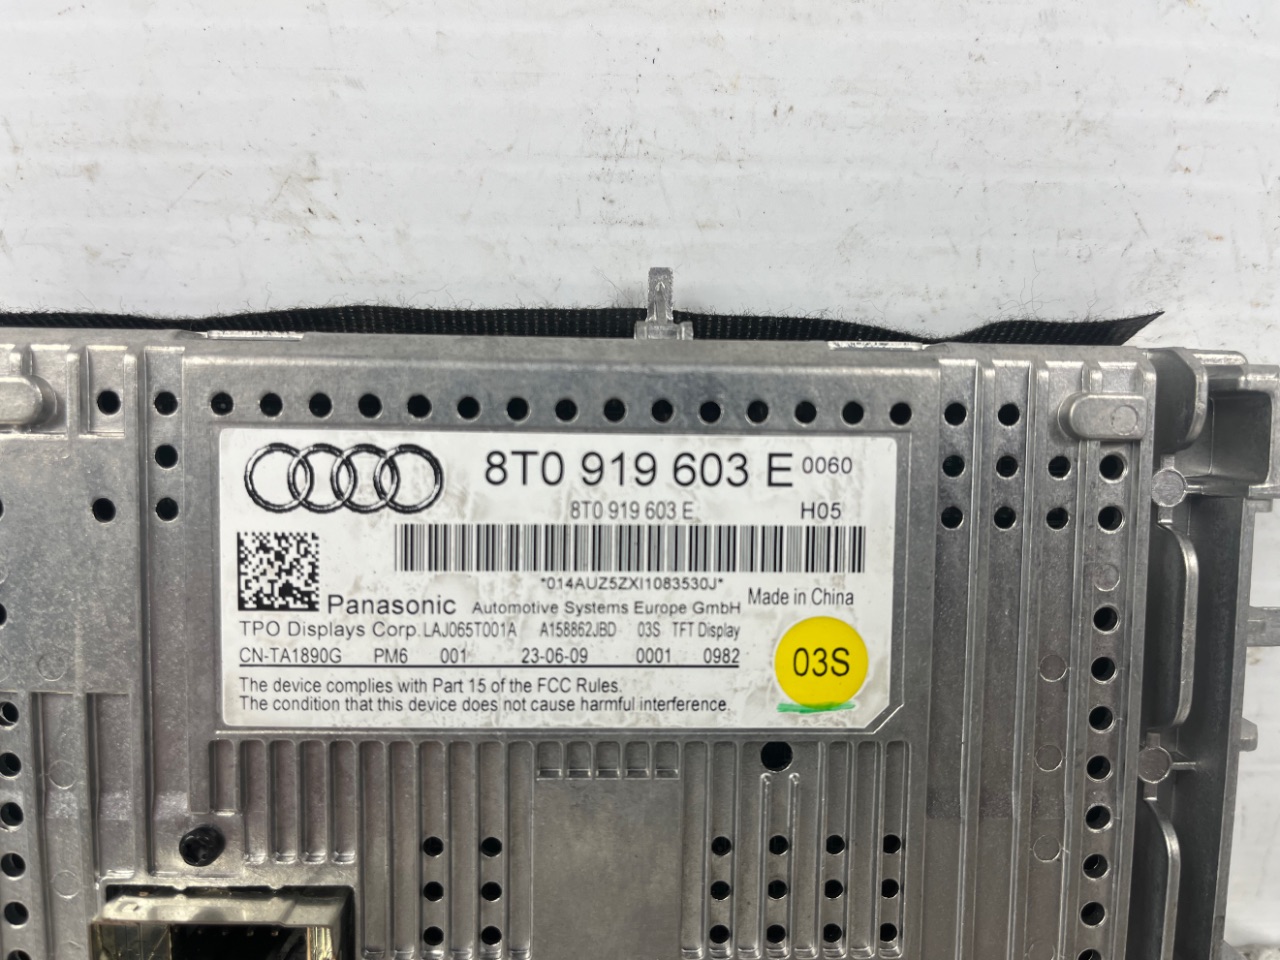 8T0 919 603 E 0060
8T0 919 603 E H05
*014AUZ5ZXI1083530J*
Panasonic Automotive Systems Europe GmbH Made in China
TPO Displays Corp. LAJ065T001A A158862JBD 03S TFT Display
CN-TA1890G PM6 001 23-06-09 0001 0982
03S
The device complies with Part 15 of the FCC Rules.
The condition that this device does not cause harmful interference.